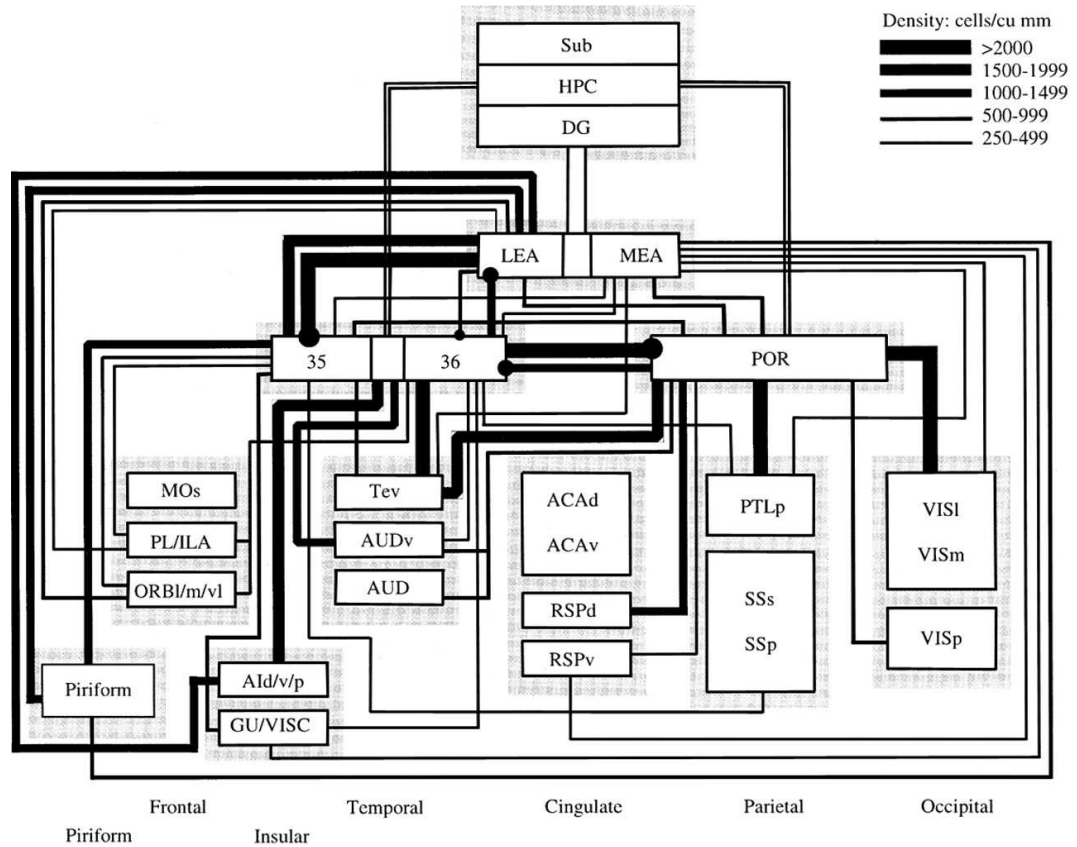 Density: cells/cu mm
>2000
1500-1999
1000-1499
500-999
250-499
Sub
HPC
DG
LEA
MEA
35
36
POR
MOs
PL/ILA
ORBl/m/vl
Tev
AUDv
AUD
ACAd
ACAv
RSPd
RSPv
PTLp
SSs
SSp
VISl
VISm
VISp
Piriform
AId/v/p
GU/VISC
Frontal
Temporal
Cingulate
Parietal
Occipital
Piriform
Insular